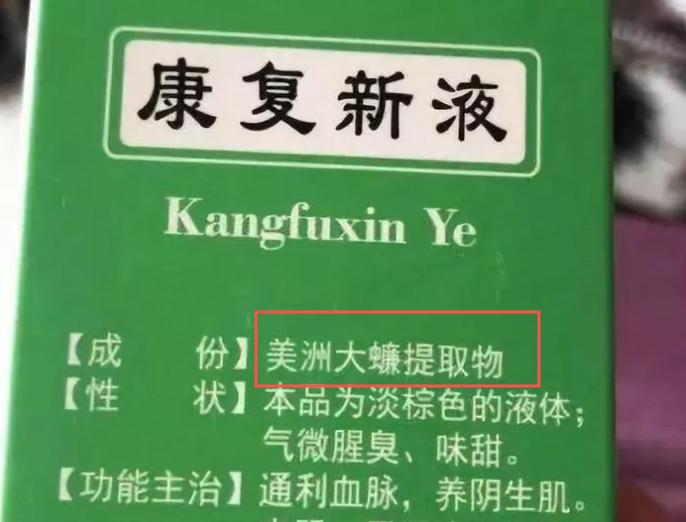 康复新液
Kangfuxin Ye
【成 份】美洲大蠊提取物
【性 状】本品为淡棕色的液体；
气微腥臭、味甜。
【功能主治】通利血脉，养阴生肌。